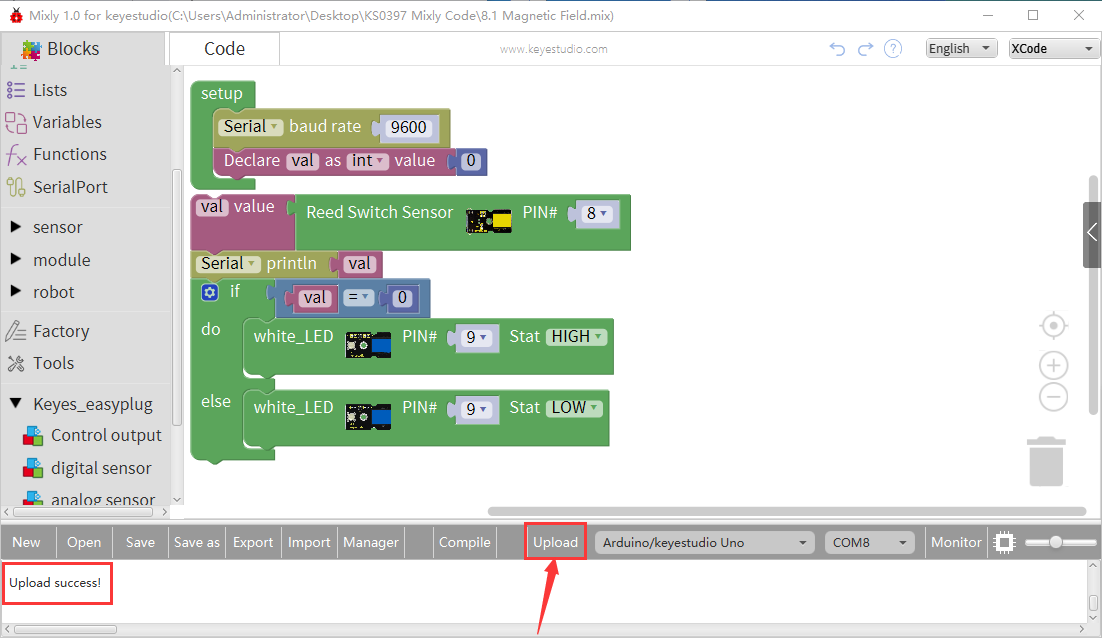 Mixly 1.0 for keyestudio(C:\Users\Administrator\Desktop\KS0397 Mixly Code\8.1 Magnetic Field.mix)
Blocks
Code
www.keyestudio.com
?
English
XCode
Lists
Variables
Functions
SerialPort
sensor
module
robot
Factory
Tools
Keyes_easyplug
Control output
digital sensor
analog sensor
setup
Serial baud rate 9600
Declare val as int value 0
val value Reed Switch Sensor PIN# 8
Serial println val
if val = 0
do white_LED PIN# 9 Stat HIGH
else white_LED PIN# 9 Stat LOW
New Open Save Save as Export Import Manager Compile Upload Arduino/keyestudio Uno COM8 Monitor
Upload success!